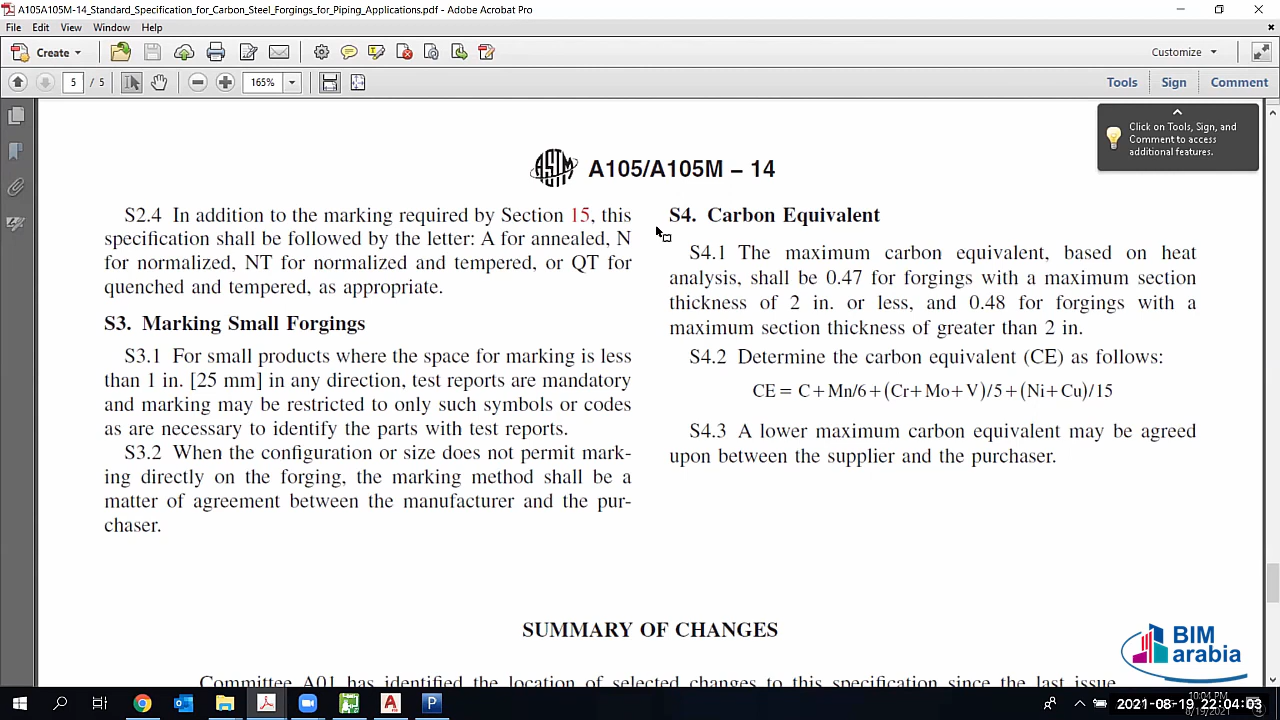 A105A105M-14_Standard_Specification_for_Carbon_Steel_Forgings_for_Piping_Applications.pdf - Adobe Acrobat Pro
File Edit View Window Help
Create
Customize
5 / 5
165%
Tools Sign Comment
Click on Tools, Sign, and
Comment to access
additional features.
ASTM
A105/A105M – 14
S2.4 In addition to the marking required by Section 15, this
specification shall be followed by the letter: A for annealed, N
for normalized, NT for normalized and tempered, or QT for
quenched and tempered, as appropriate.
S3. Marking Small Forgings
S3.1 For small products where the space for marking is less
than 1 in. [25 mm] in any direction, test reports are mandatory
and marking may be restricted to only such symbols or codes
as are necessary to identify the parts with test reports.
S3.2 When the configuration or size does not permit mark-
ing directly on the forging, the marking method shall be a
matter of agreement between the manufacturer and the pur-
chaser.
S4. Carbon Equivalent
S4.1 The maximum carbon equivalent, based on heat
analysis, shall be 0.47 for forgings with a maximum section
thickness of 2 in. or less, and 0.48 for forgings with a
maximum section thickness of greater than 2 in.
S4.2 Determine the carbon equivalent (CE) as follows:
CE = C+Mn/6+(Cr+Mo+V)/5+(Ni+Cu)/15
S4.3 A lower maximum carbon equivalent may be agreed
upon between the supplier and the purchaser.
SUMMARY OF CHANGES
Committee A01 has identified the location of selected changes to this specification since the last issue
BIM
arabia
10:04 PM
8/19/2021
2021-08-19 22:04:03